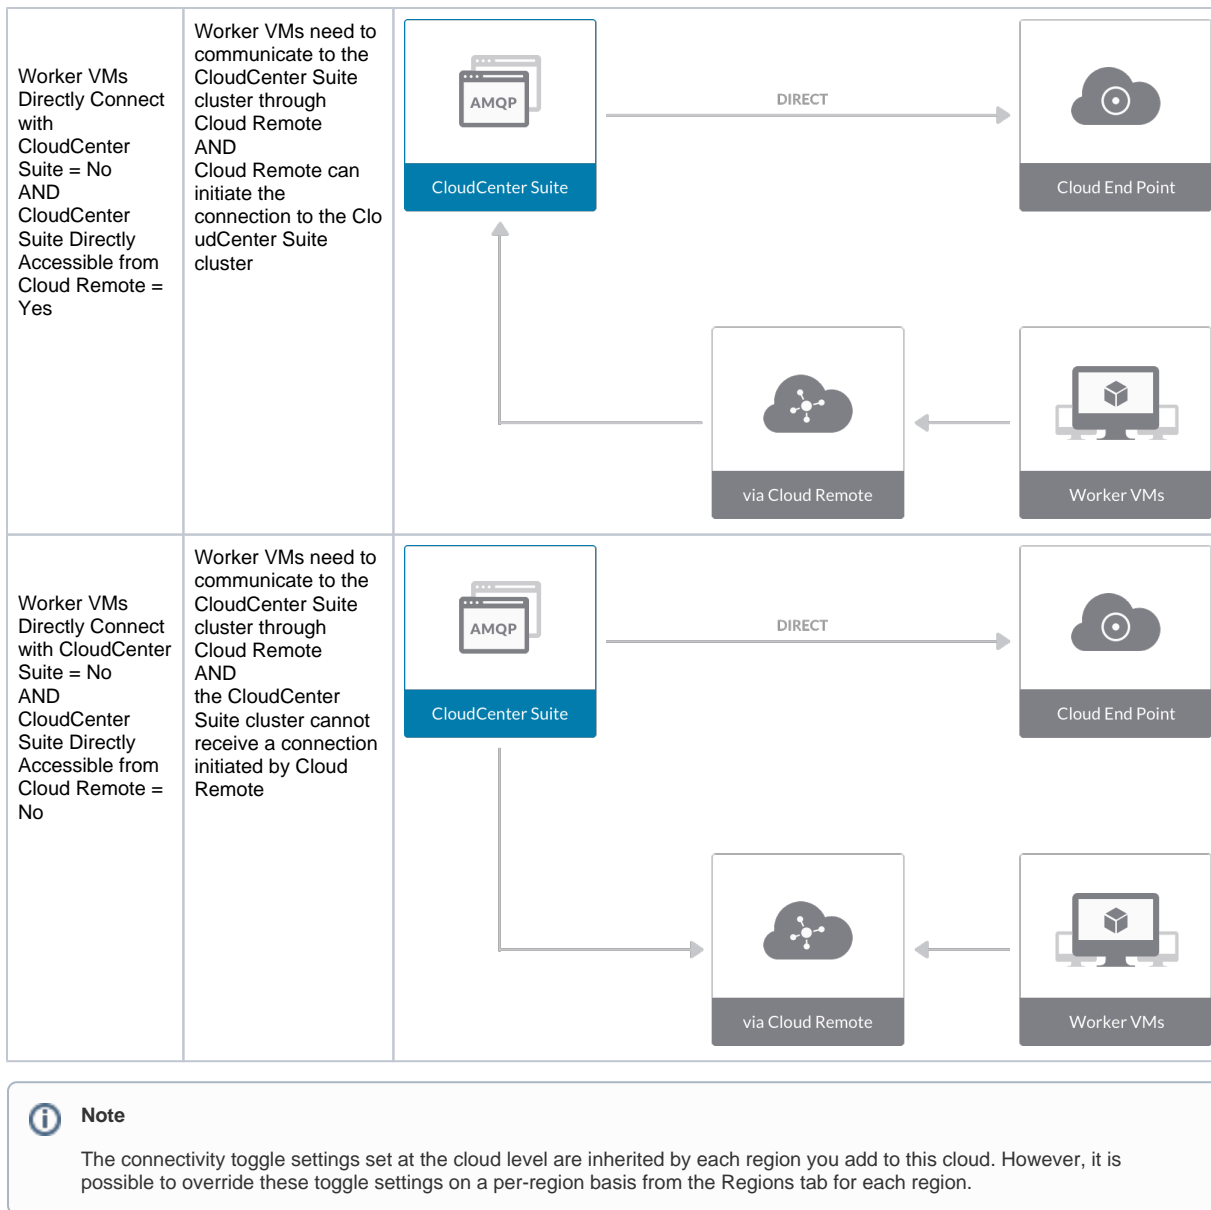 Worker VMs
Directly Connect
with
CloudCenter
Suite = No
AND
CloudCenter
Suite Directly
Accessible from
Cloud Remote =
Yes
Worker VMs need to
communicate to the
CloudCenter Suite
cluster through
Cloud Remote
AND
Cloud Remote can
initiate the
connection to the Clo
udCenter Suite
cluster
AMQP
CloudCenter Suite
DIRECT
Cloud End Point
via Cloud Remote
Worker VMs
Worker VMs
Directly Connect
with CloudCenter
Suite = No
AND
CloudCenter
Suite Directly
Accessible from
Cloud Remote =
No
Worker VMs need to
communicate to the
CloudCenter Suite
cluster through
Cloud Remote
AND
the CloudCenter
Suite cluster cannot
receive a connection
initiated by Cloud
Remote
AMQP
CloudCenter Suite
DIRECT
Cloud End Point
via Cloud Remote
Worker VMs
Note
The connectivity toggle settings set at the cloud level are inherited by each region you add to this cloud. However, it is
possible to override these toggle settings on a per-region basis from the Regions tab for each region.